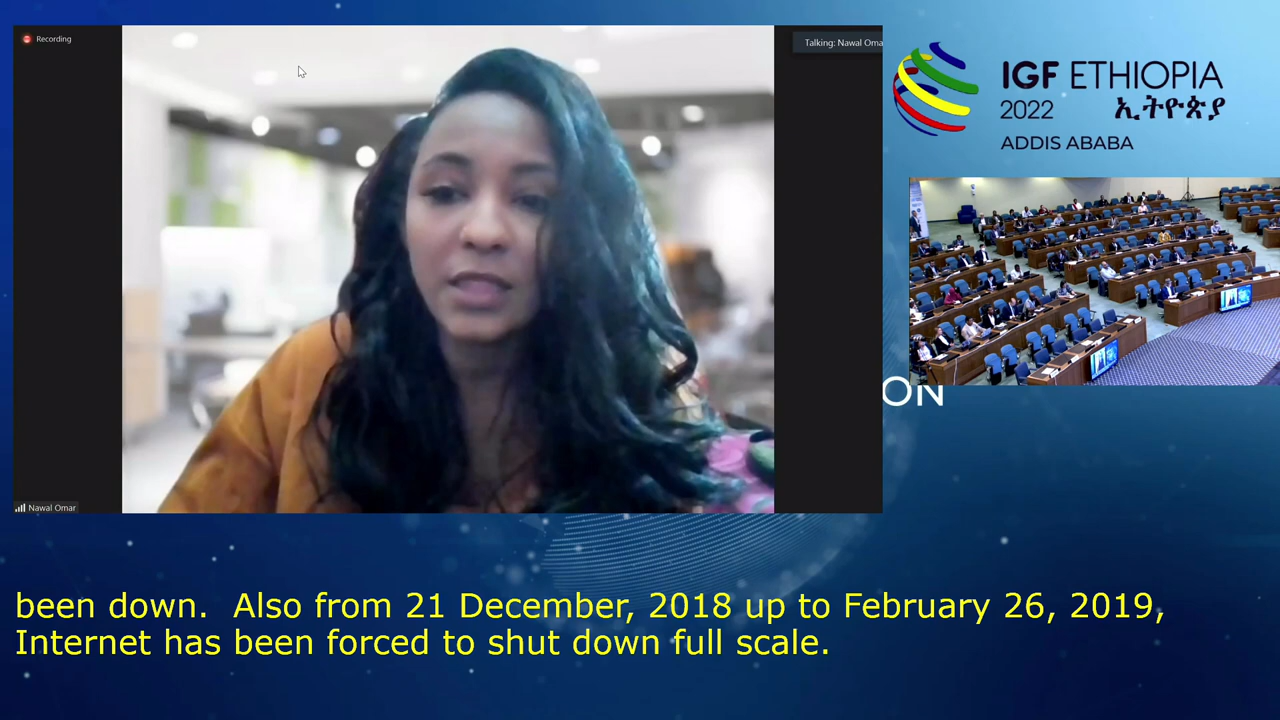 Recording
Talking: Nawal Oma
IGF ETHIOPIA
2022 ኢትዮጵያ
ADDIS ABABA
ON
Nawal Omar
been down. Also from 21 December, 2018 up to February 26, 2019,
Internet has been forced to shut down full scale.